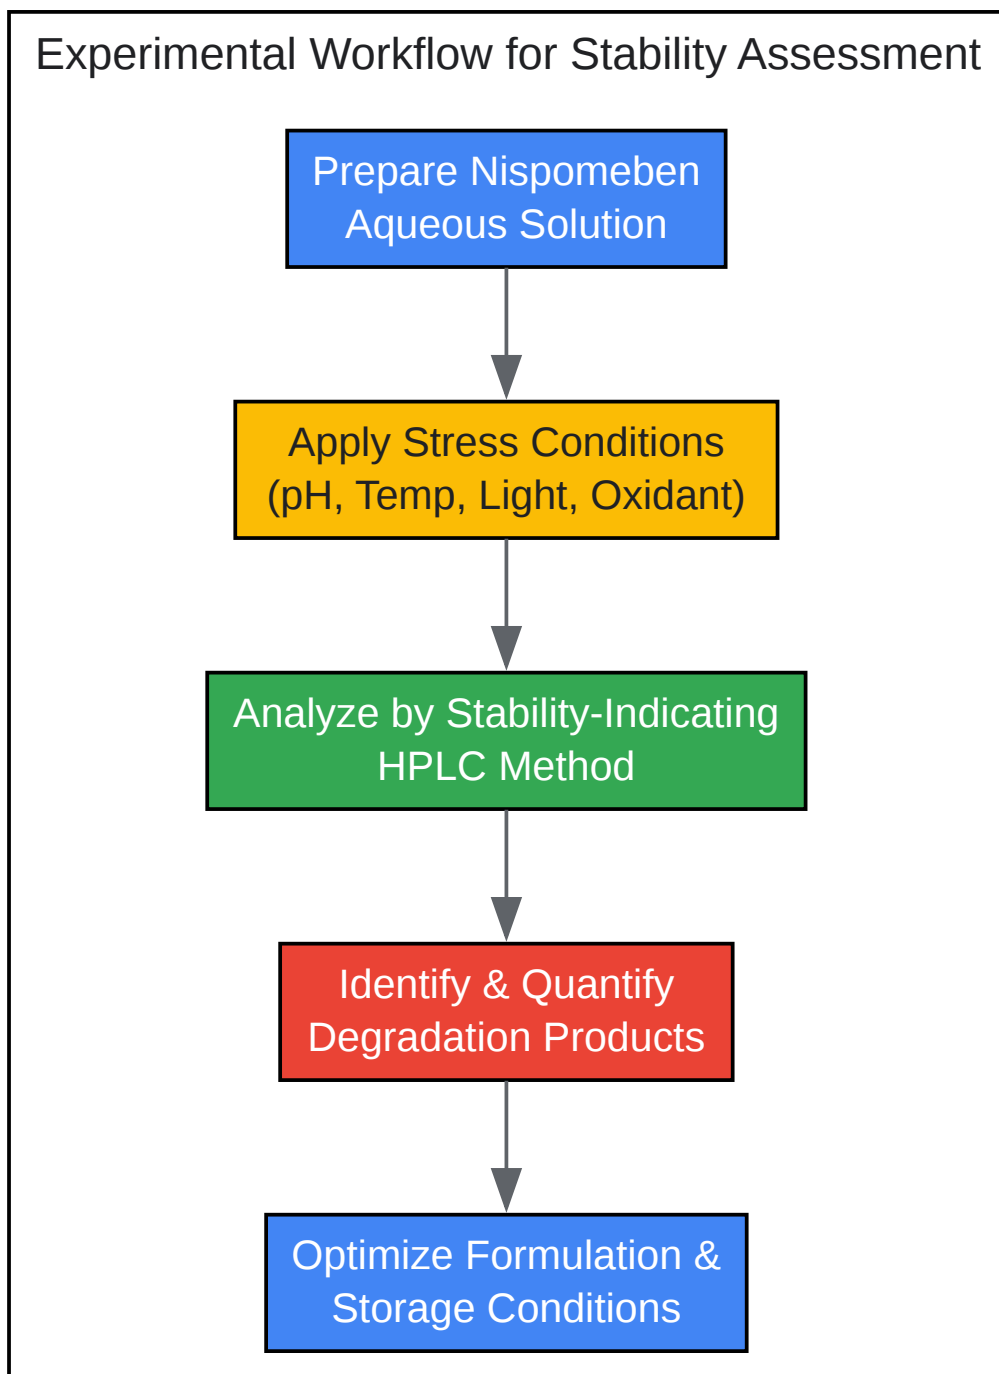 Experimental Workflow for Stability Assessment
Prepare Nispomeben
Aqueous Solution
Apply Stress Conditions
(pH, Temp, Light, Oxidant)
Analyze by Stability-Indicating
HPLC Method
Identify & Quantify
Degradation Products
Optimize Formulation &
Storage Conditions